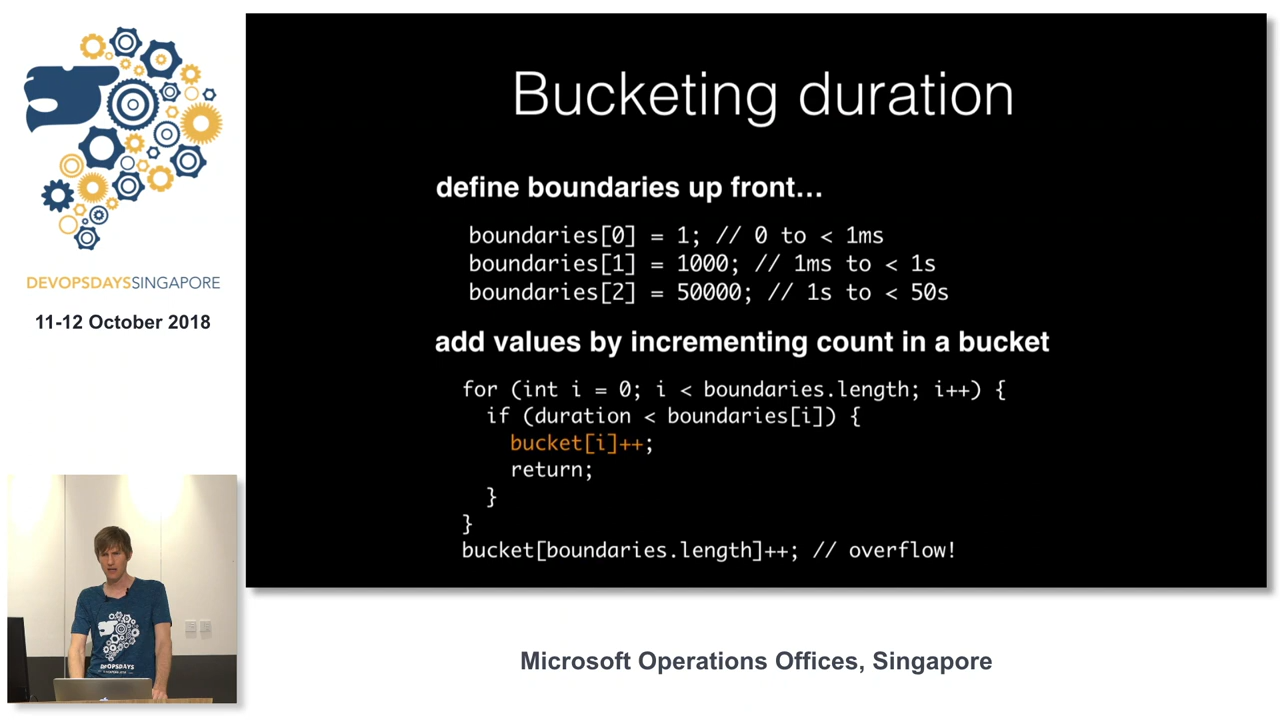 DEVOPSDAYSSINGAPORE
11-12 October 2018
Bucketing duration
define boundaries up front…
boundaries[0] = 1; // 0 to < 1ms
boundaries[1] = 1000; // 1ms to < 1s
boundaries[2] = 50000; // 1s to < 50s
add values by incrementing count in a bucket
for (int i = 0; i < boundaries.length; i++) {
if (duration < boundaries[i]) {
bucket[i]++;
return;
}
}
bucket[boundaries.length]++; // overflow!
DEVOPSDAYS
Microsoft Operations Offices, Singapore